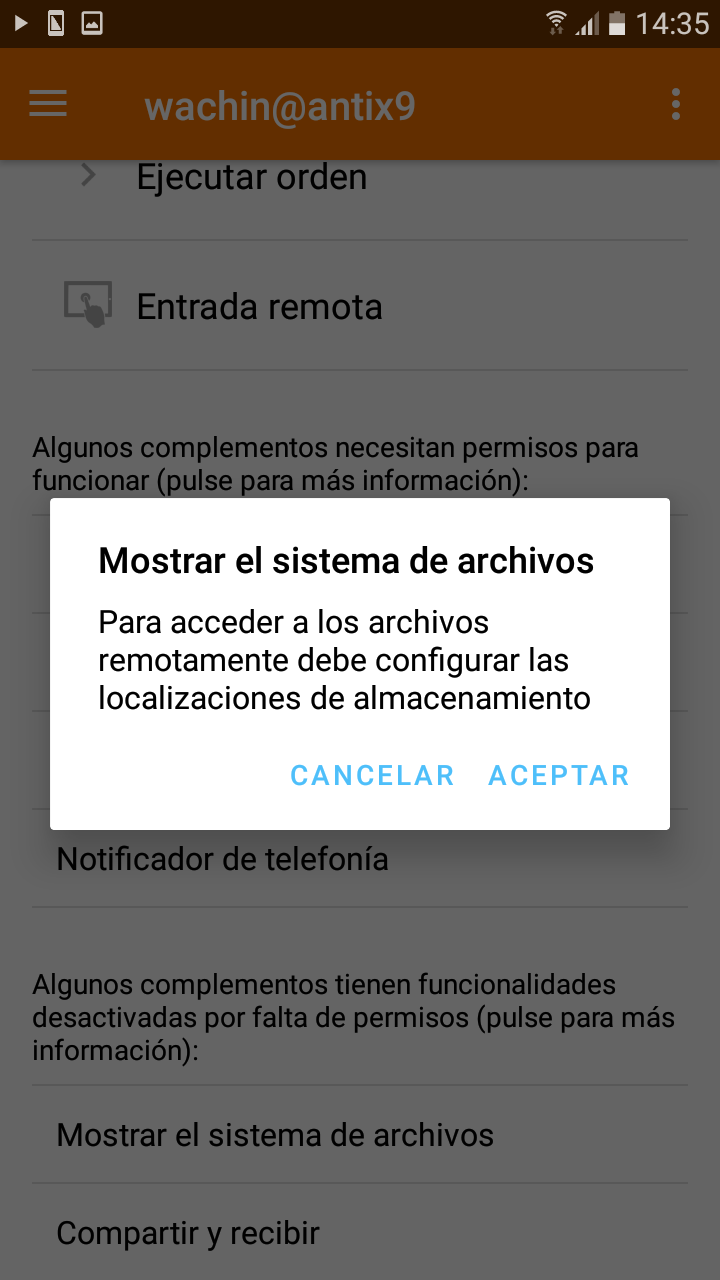 14:35
wachin@antix9
Ejecutar orden
Entrada remota
Algunos complementos necesitan permisos para
funcionar (pulse para más información):
Mostrar el sistema de archivos
Para acceder a los archivos
remotamente debe configurar las
localizaciones de almacenamiento
CANCELAR ACEPTAR
Notificador de telefonía
Algunos complementos tienen funcionalidades
desactivadas por falta de permisos (pulse para más
información):
Mostrar el sistema de archivos
Compartir y recibir